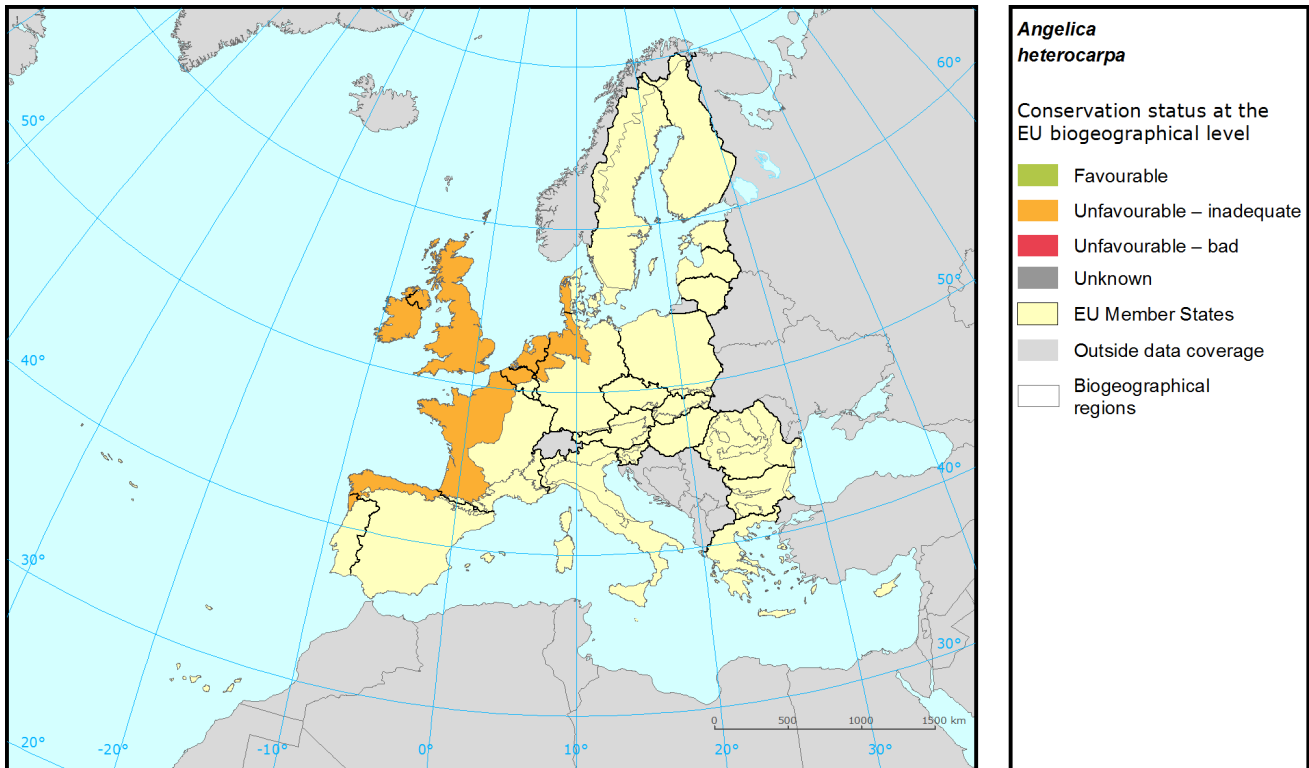 Angelica
heterocarpa
Conservation status at the
EU biogeographical level
Favourable
Unfavourable – inadequate
Unfavourable – bad
Unknown
EU Member States
Outside data coverage
Biogeographical
regions
60°
50°
50°
40°
40°
30°
30°
0 500 1000 1500 km
20° -20° -10° 0° 10° 20° 30°